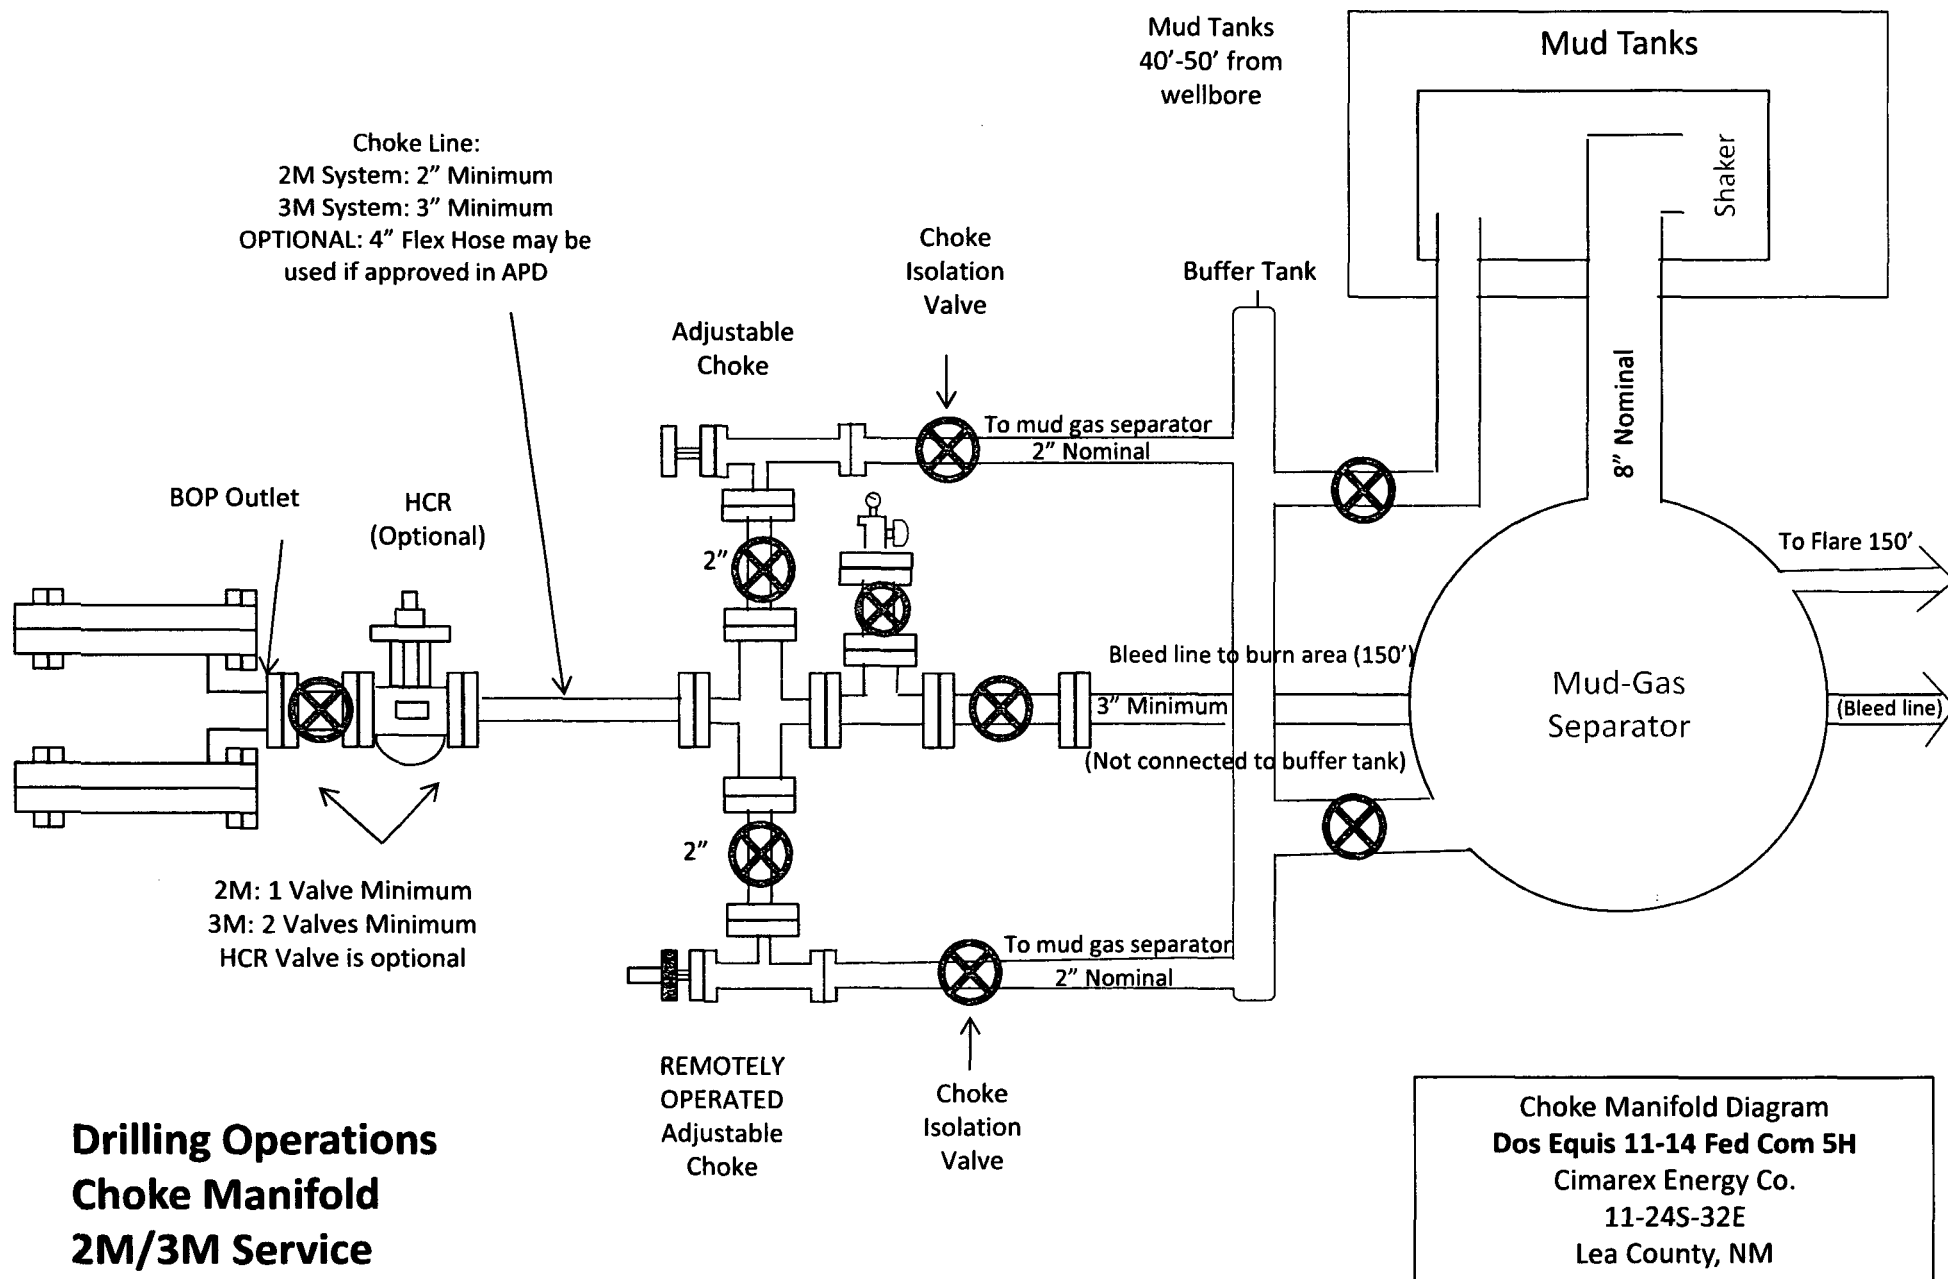 Mud Tanks
40’-50’ from
wellbore
Mud Tanks
Shaker
Choke Line:
2M System: 2” Minimum
3M System: 3” Minimum
OPTIONAL: 4” Flex Hose may be
used if approved in APD
Choke
Isolation
Valve
Buffer Tank
Adjustable
Choke
8” Nominal
To mud gas separator
2” Nominal
BOP Outlet
HCR
(Optional)
2”
To Flare 150’
Bleed line to burn area (150’)
3” Minimum
(Not connected to buffer tank)
Mud-Gas
Separator
(Bleed line)
2”
2M: 1 Valve Minimum
3M: 2 Valves Minimum
HCR Valve is optional
To mud gas separator
2” Nominal
REMOTELY
OPERATED
Adjustable
Choke
Choke
Isolation
Valve
Drilling Operations
Choke Manifold
2M/3M Service
Choke Manifold Diagram
Dos Equis 11-14 Fed Com 5H
Cimarex Energy Co.
11-24S-32E
Lea County, NM